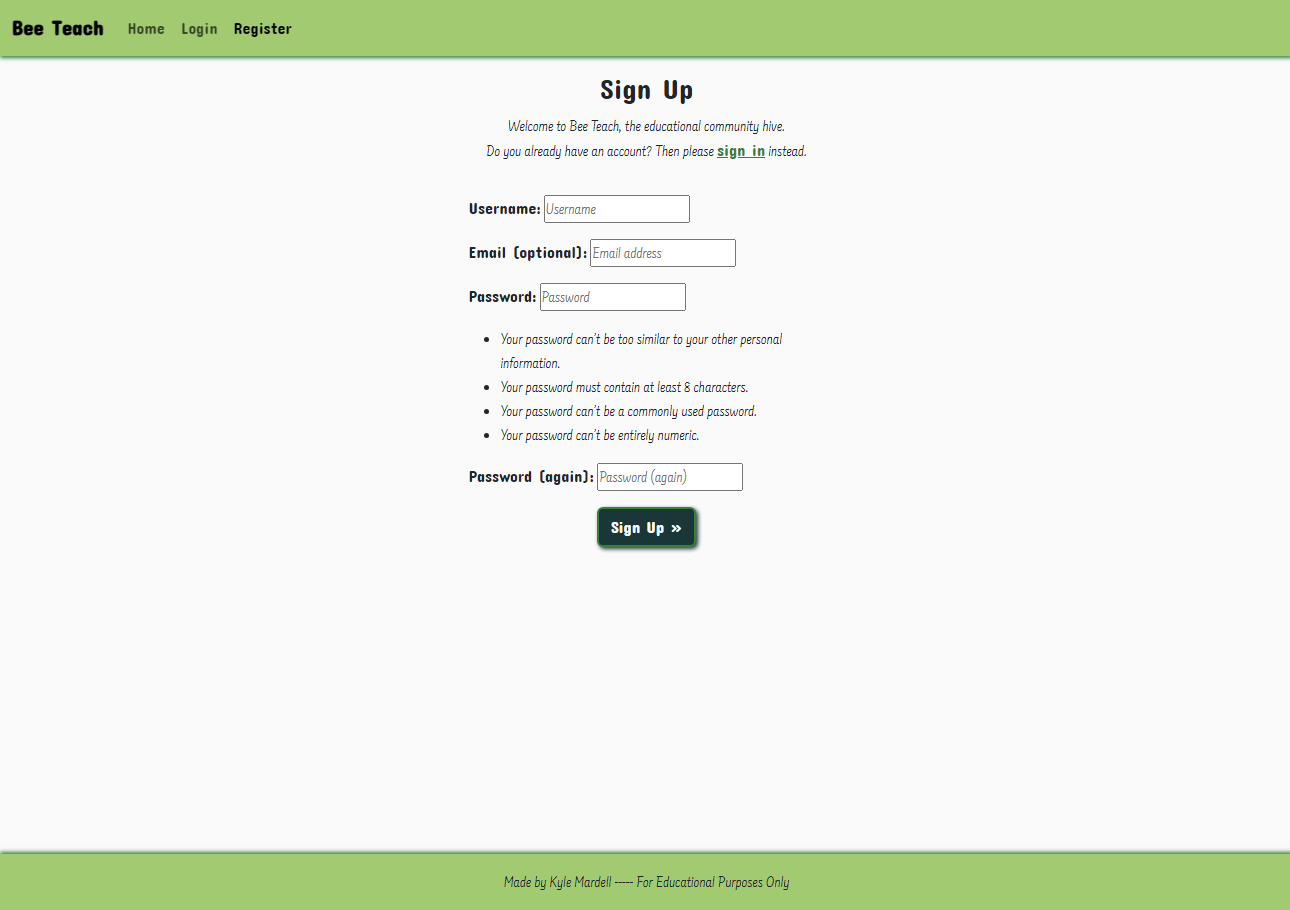 Bee Teach Home Login Register
Sign Up
Welcome to Bee Teach, the educational community hive.
Do you already have an account? Then please sign in instead.
Username: Username
Email (optional): Email address
Password: Password
• Your password can't be too similar to your other personal
information.
• Your password must contain at least 8 characters.
• Your password can't be a commonly used password.
• Your password can't be entirely numeric.
Password (again): Password (again)
Sign Up »
Made by Kyle Mardell ----- For Educational Purposes Only